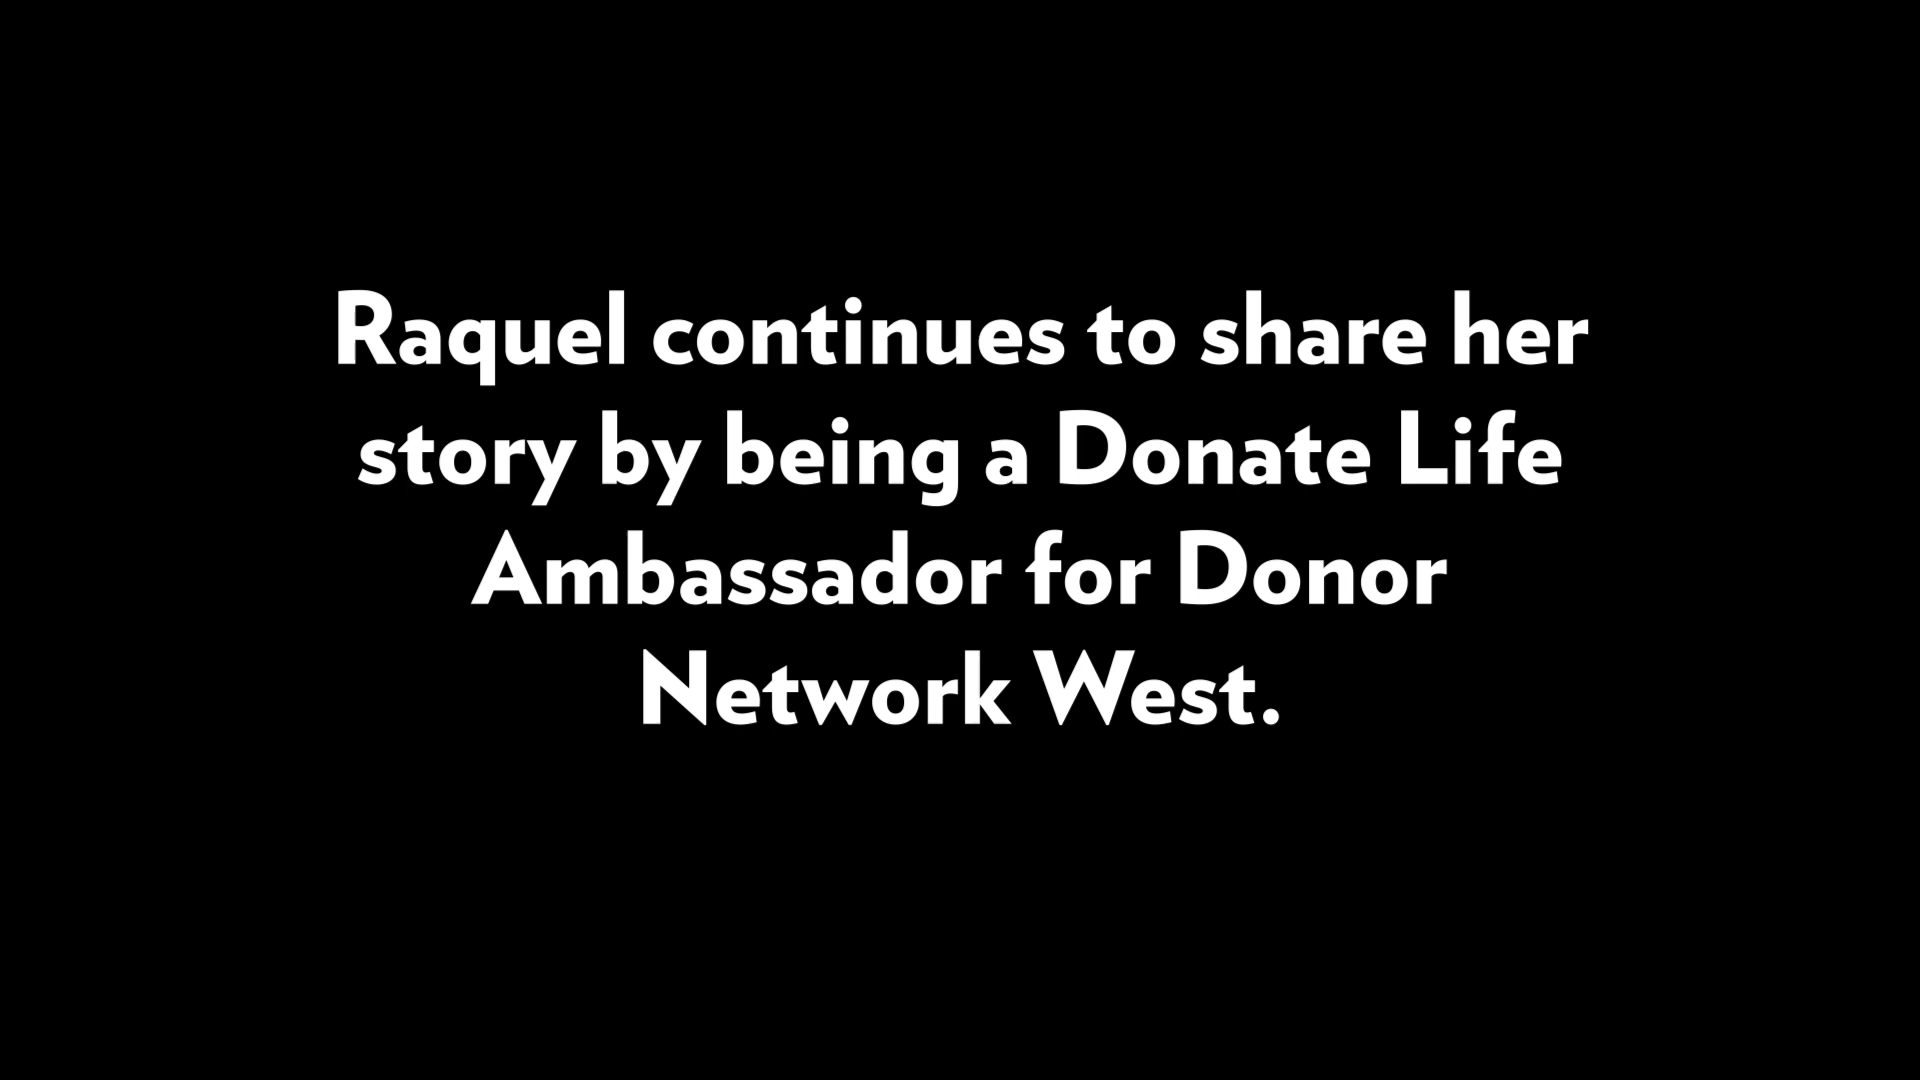 Raquel continues to share her
story by being a Donate Life
Ambassador for Donor
Network West.